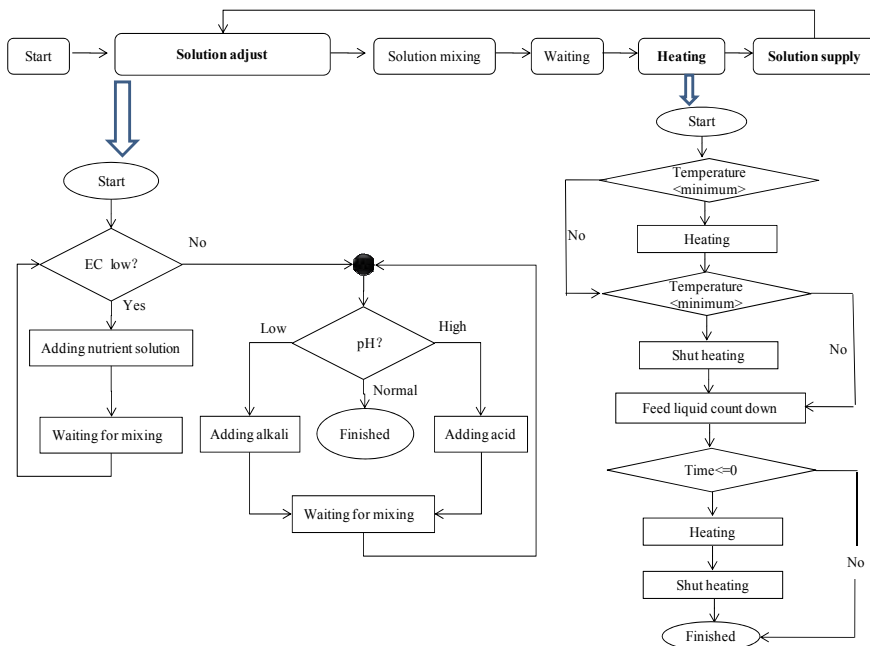 Start
Solution adjust
Solution mixing
Waiting
Heating
Solution supply
Start
EC low?
No
Yes
Adding nutrient solution
Waiting for mixing
pH?
Low
High
Normal
Adding alkali
Finished
Adding acid
Waiting for mixing
Start
Temperature
<minimum>
No
Heating
Temperature
<minimum>
No
Shut heating
Feed liquid count down
Time<=0
Heating
No
Shut heating
Finished